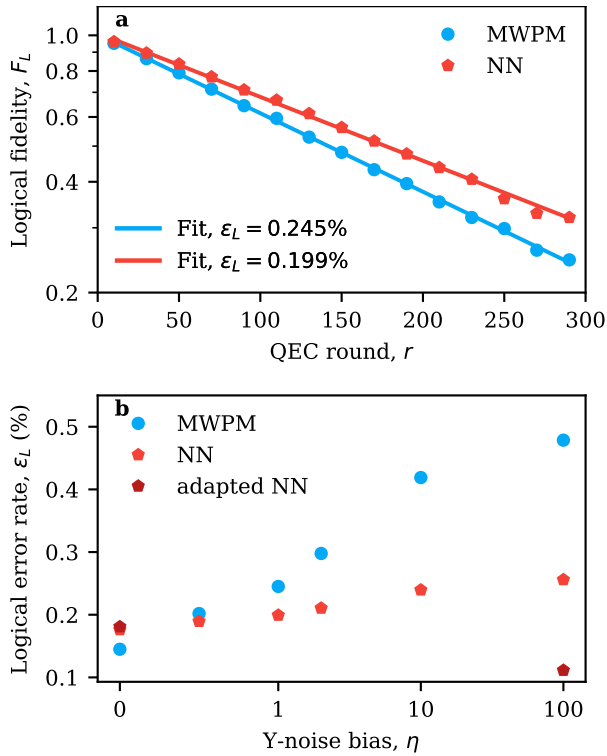 a
MWPM
NN
Fit, ε_L = 0.245%
Fit, ε_L = 0.199%
Logical fidelity, F_L
1.0
0.8
0.6
0.4
0.2
0 50 100 150 200 250 300
QEC round, r
b
MWPM
NN
adapted NN
Logical error rate, ε_L (%)
0.5
0.4
0.3
0.2
0.1
0 1 10 100
Y-noise bias, η